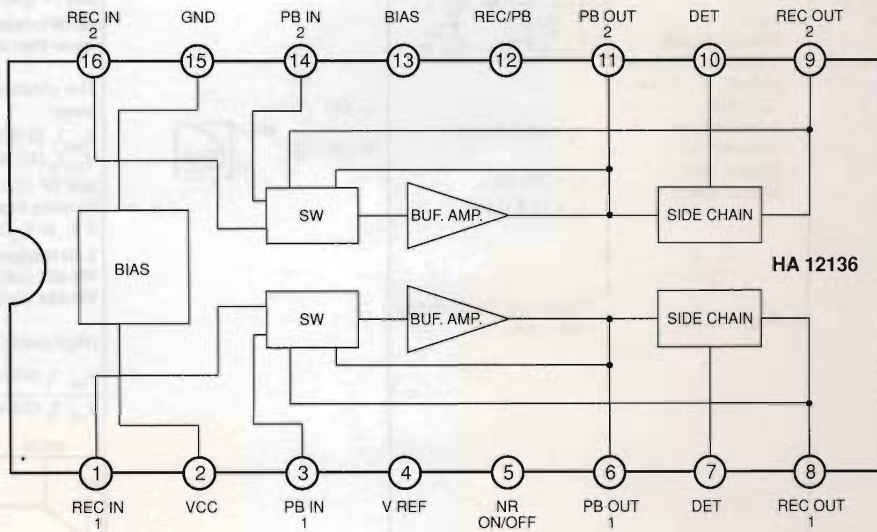 REC IN GND PB IN BIAS REC/PB PB OUT DET REC OUT
2 2 2 2
16 15 14 13 12 11 10 9
SW BUF. AMP. SIDE CHAIN
BIAS
HA 12136
SW BUF. AMP. SIDE CHAIN
*
1 2 3 4 5 6 7 8
REC IN VCC PB IN V REF NR PB OUT DET REC OUT
1 1 ON/OFF 1 1